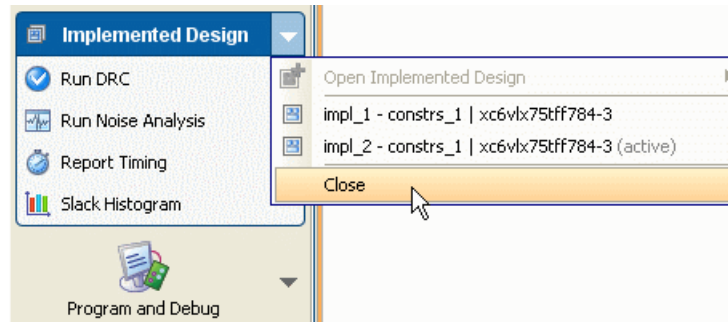 Implemented Design
Run DRC
Run Noise Analysis
Report Timing
Slack Histogram
Program and Debug
Open Implemented Design
impl_1 - constrs_1 | xc6vlx75tff784-3
impl_2 - constrs_1 | xc6vlx75tff784-3 (active)
Close